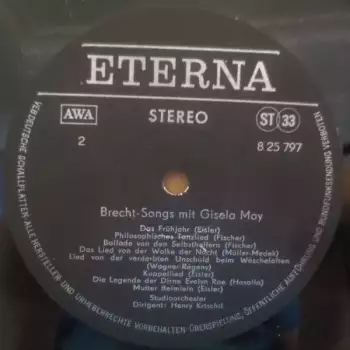 ETERNA
AWA
STEREO
ST 33
2
8 25 797
Brecht-Songs mit Gisela May
Das Frühjahr (Eisler)
Philosophisches Tanzlied (Fischer)
Ballade von den Selbsthelfern (Fischer)
Das Lied von der Wolke der Nacht (Müller-Medek)
Lied von der verderbten Unschuld beim Wäschefalten
(Wagner-Régeny)
Kuppellied (Eisler)
Die Legende der Dirne Evelyn Roe (Hosalla)
Mutter Beimlein (Eisler)
Studioorchester
Dirigent: Henry Krtschil
VEB DEUTSCHE SCHALLPLATTEN ALLE HERSTELLER- UND URHEBERRECHTE VORBEHALTEN · ÜBERSPIELUNG, ÖFFENTLICHE AUFFÜHRUNG UND RUNDFUNKSENDUNG VERBOTEN